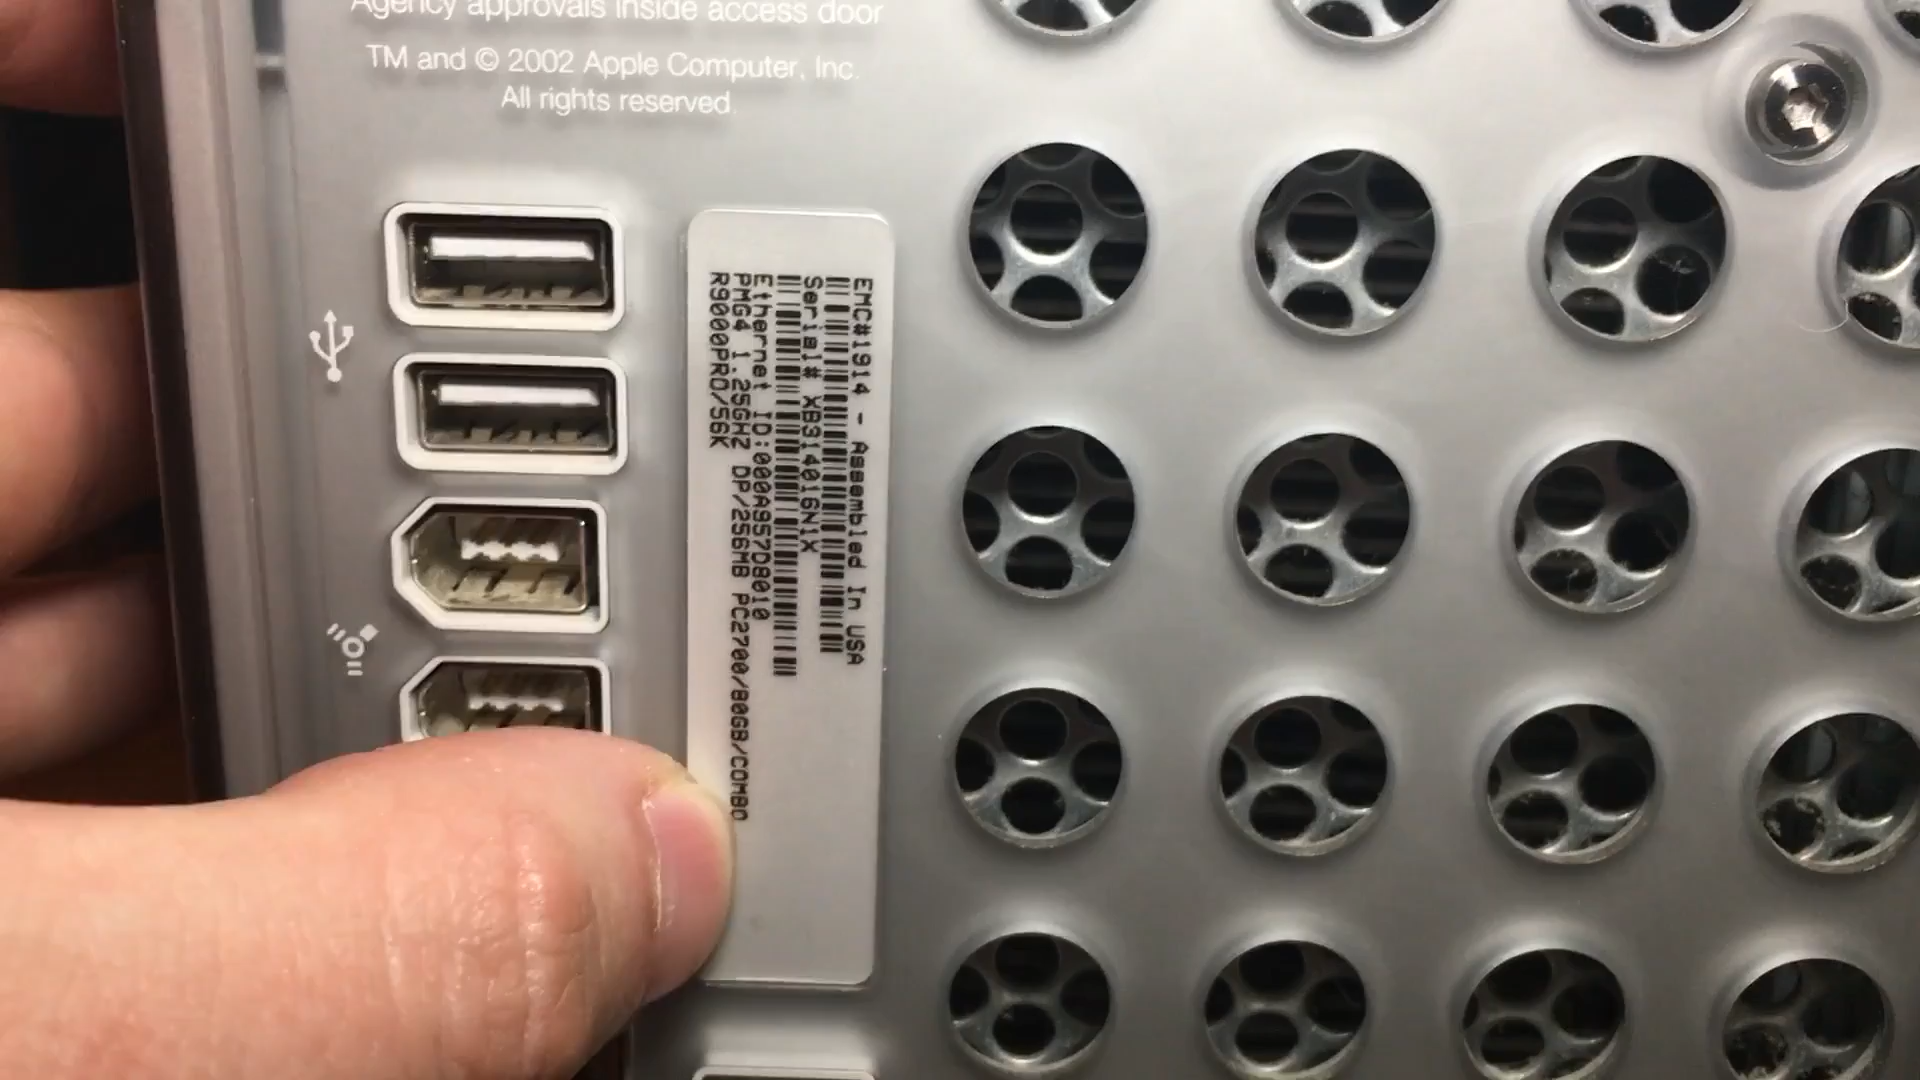 Agency approvals inside access door
TM and © 2002 Apple Computer, Inc.
All rights reserved.
EMC#1914 - Assembled In USA
Serial# XB314016N1X
Ethernet ID:000A957D8010
PMG4 1.25GHZ DP/256MB PC2700/80GB/COMBO
R9000PRO/56K